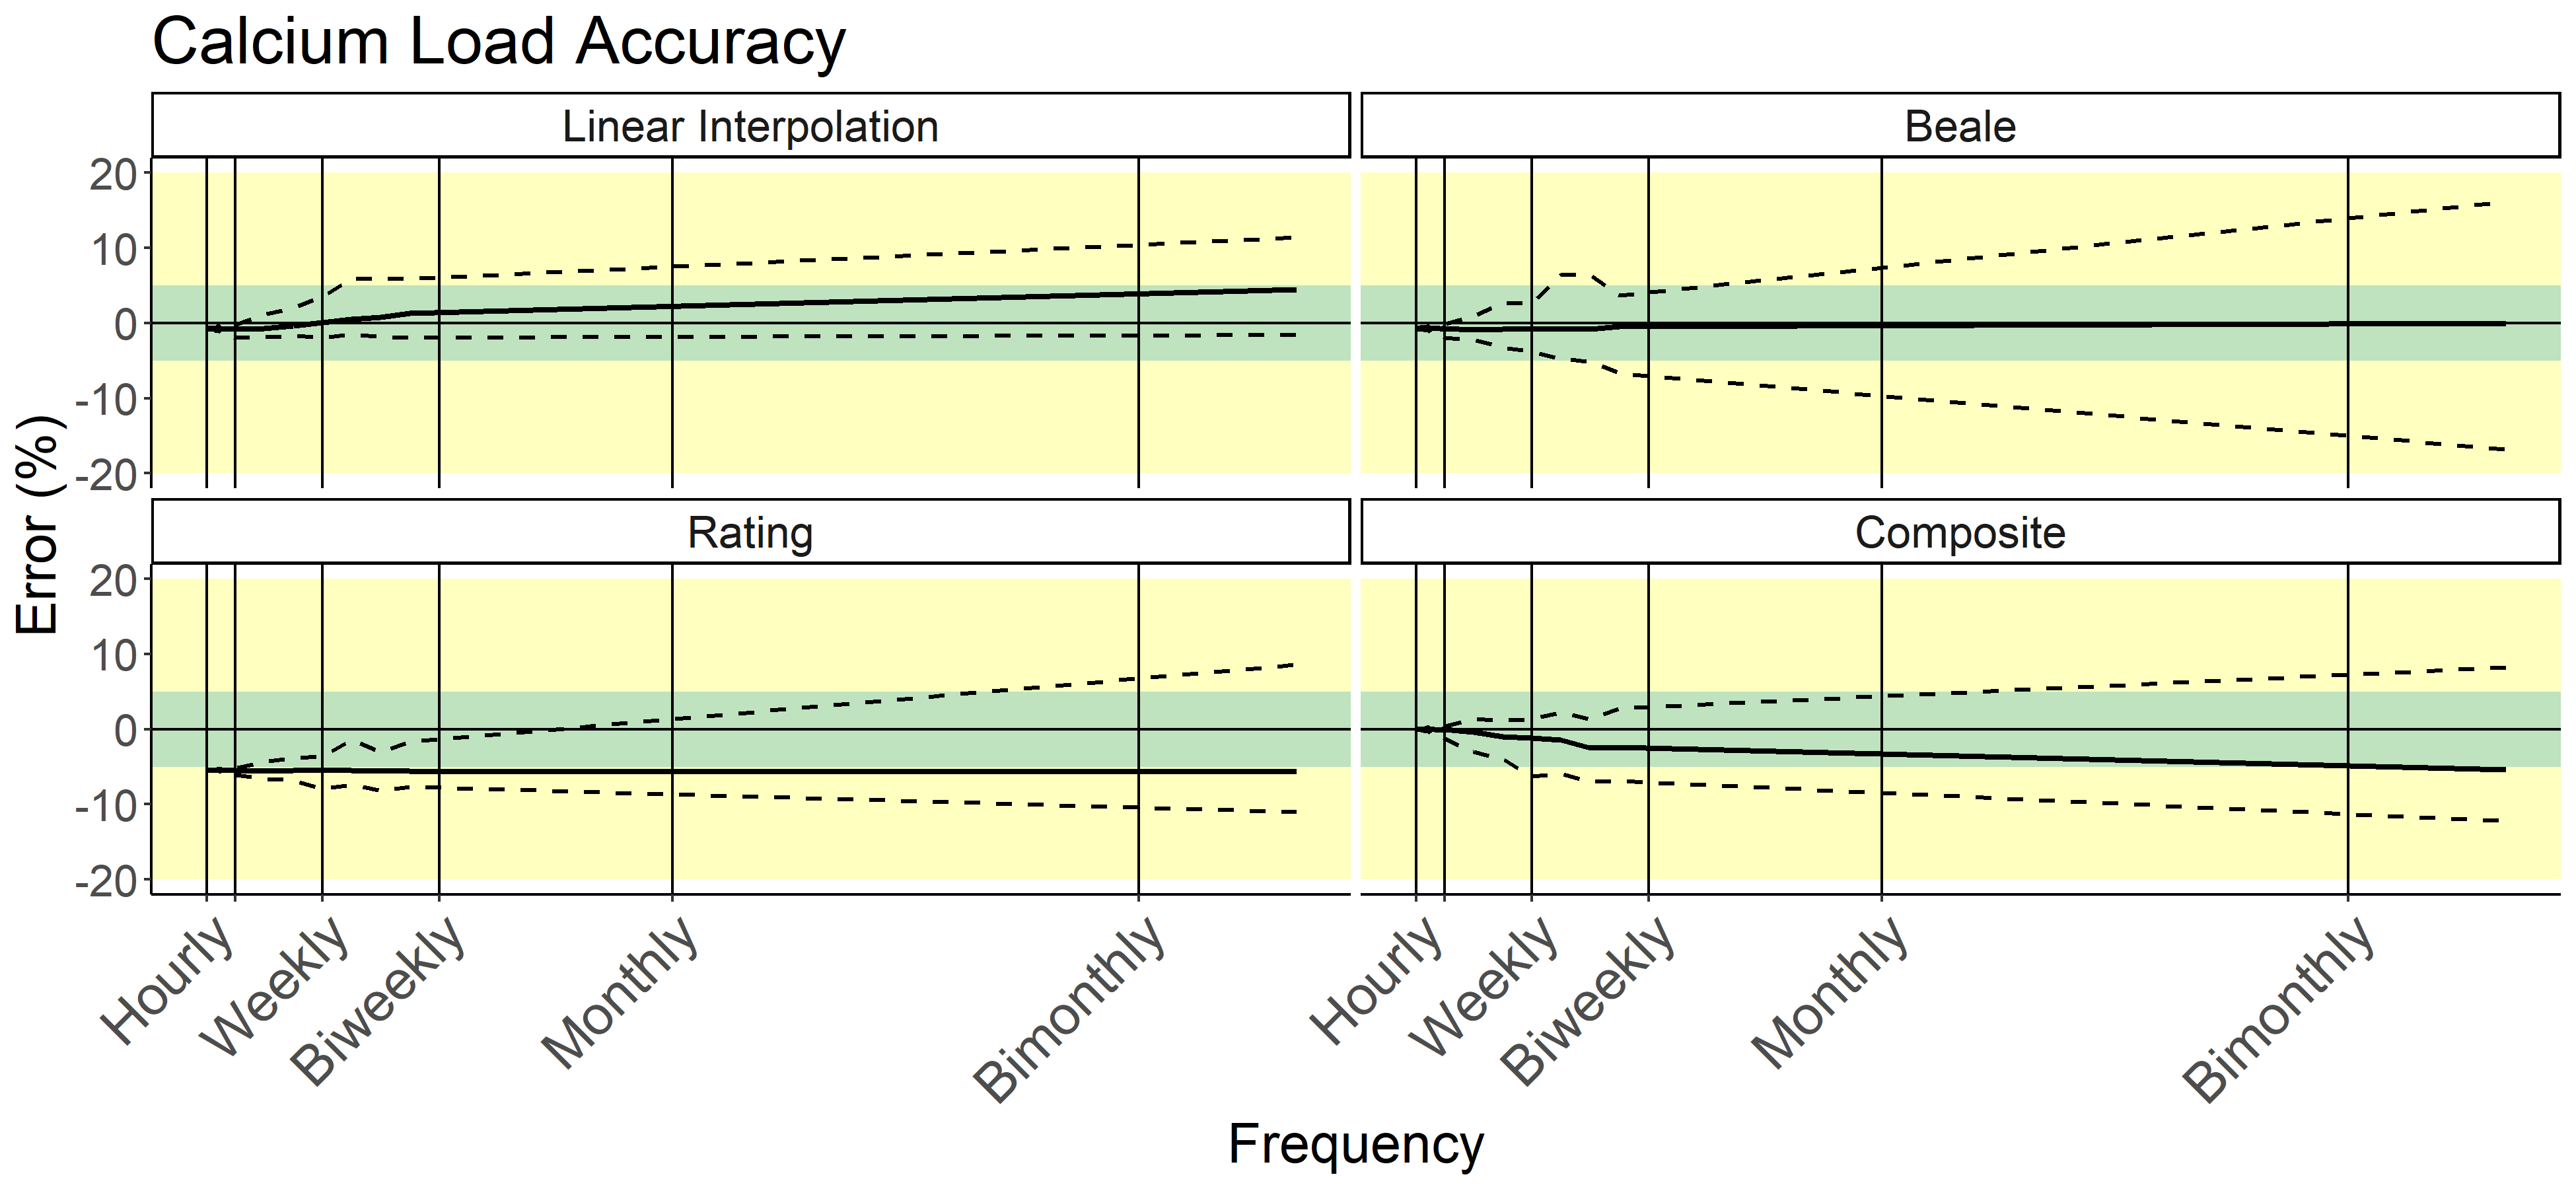 Calcium Load Accuracy
Linear Interpolation
Beale
20
10
0
-10
-20
Error (%)
Rating
Composite
20
10
0
-10
-20
Hourly
Weekly
Biweekly
Monthly
Bimonthly
Hourly
Weekly
Biweekly
Monthly
Bimonthly
Frequency